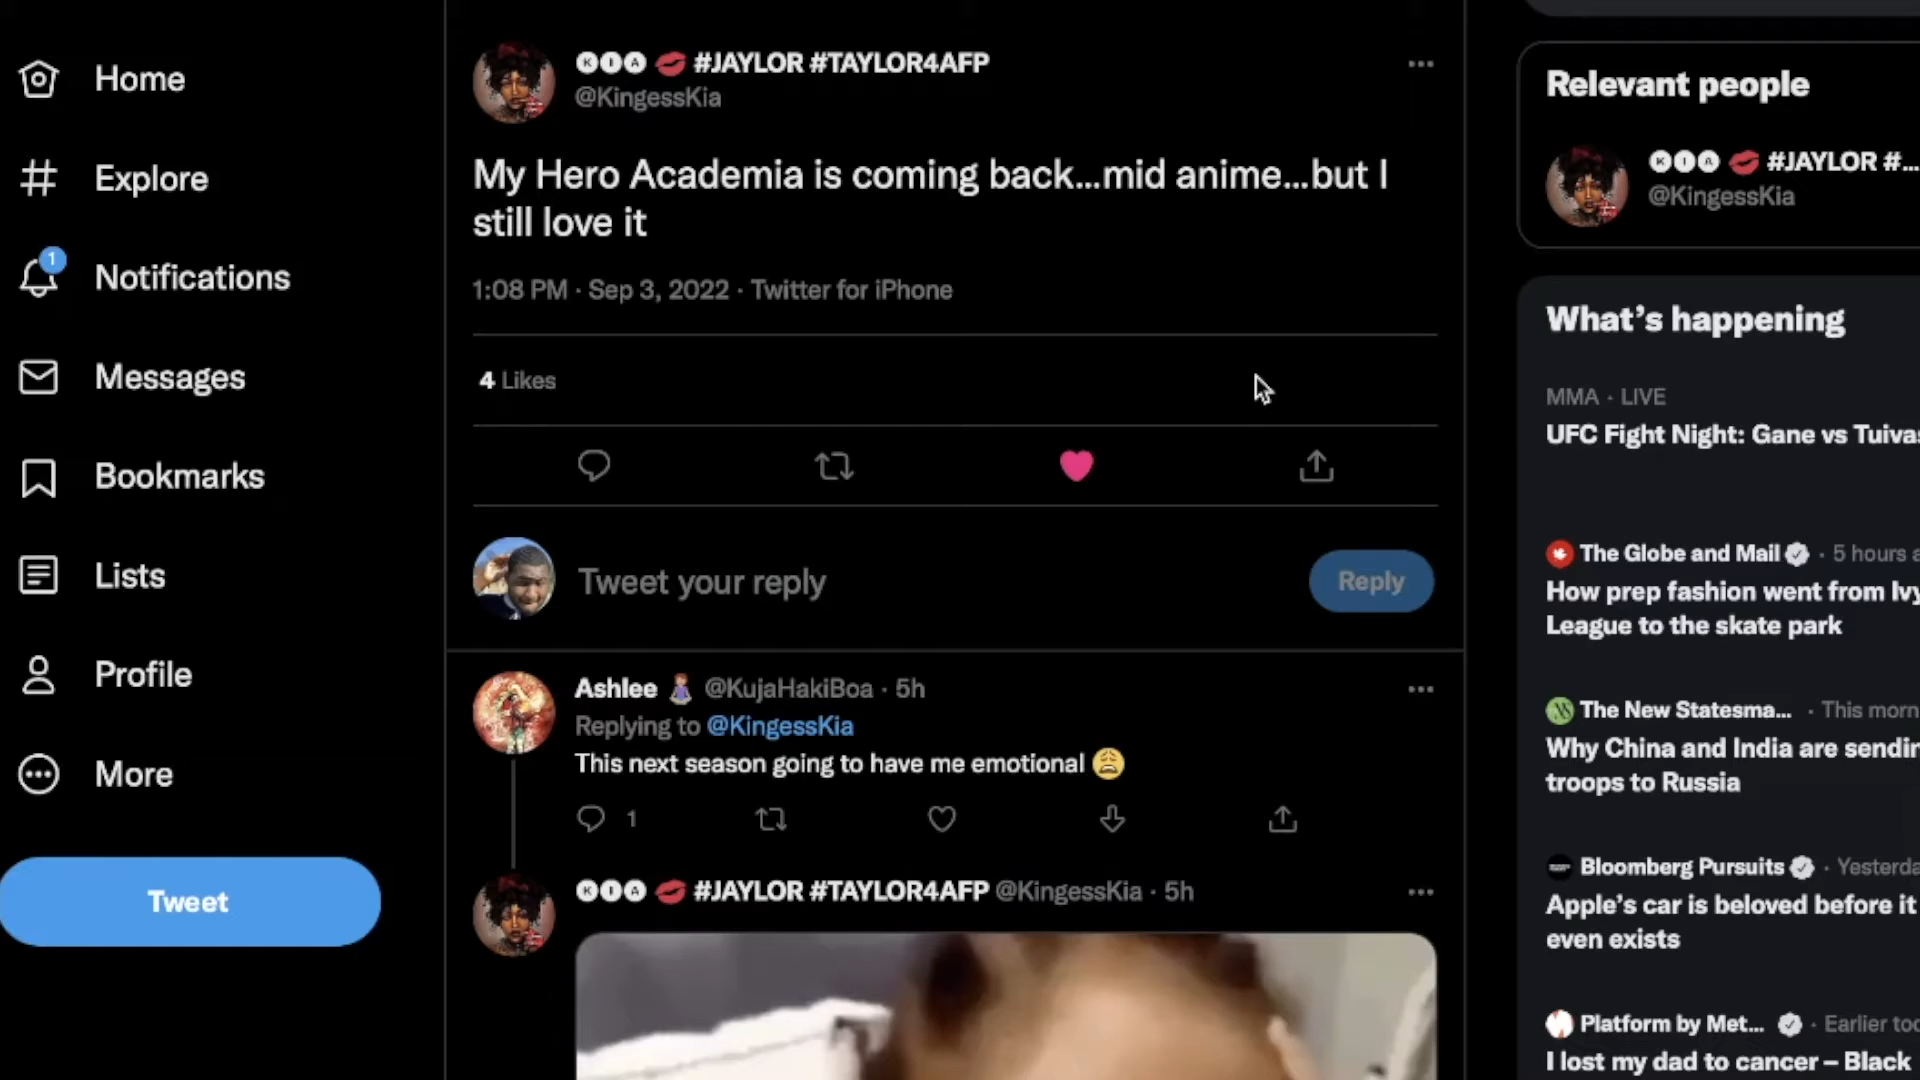 Home
Explore
1
Notifications
Messages
Bookmarks
Lists
Profile
More
Tweet
KIA 💋 #JAYLOR #TAYLOR4AFP
@KingessKia
My Hero Academia is coming back...mid anime...but I
still love it
1:08 PM · Sep 3, 2022 · Twitter for iPhone
4 Likes
Tweet your reply
Reply
Ashlee 🧘 @KujaHakiBoa · 5h
Replying to @KingessKia
This next season going to have me emotional 😩
1
KIA 💋 #JAYLOR #TAYLOR4AFP @KingessKia · 5h
Relevant people
KIA 💋 #JAYLOR #...
@KingessKia
What's happening
MMA · LIVE
UFC Fight Night: Gane vs Tuivas
The Globe and Mail · 5 hours a
How prep fashion went from Ivy
League to the skate park
The New Statesma... · This morn
Why China and India are sendin
troops to Russia
Bloomberg Pursuits · Yesterda
Apple's car is beloved before it
even exists
Platform by Met... · Earlier too
I lost my dad to cancer – Black